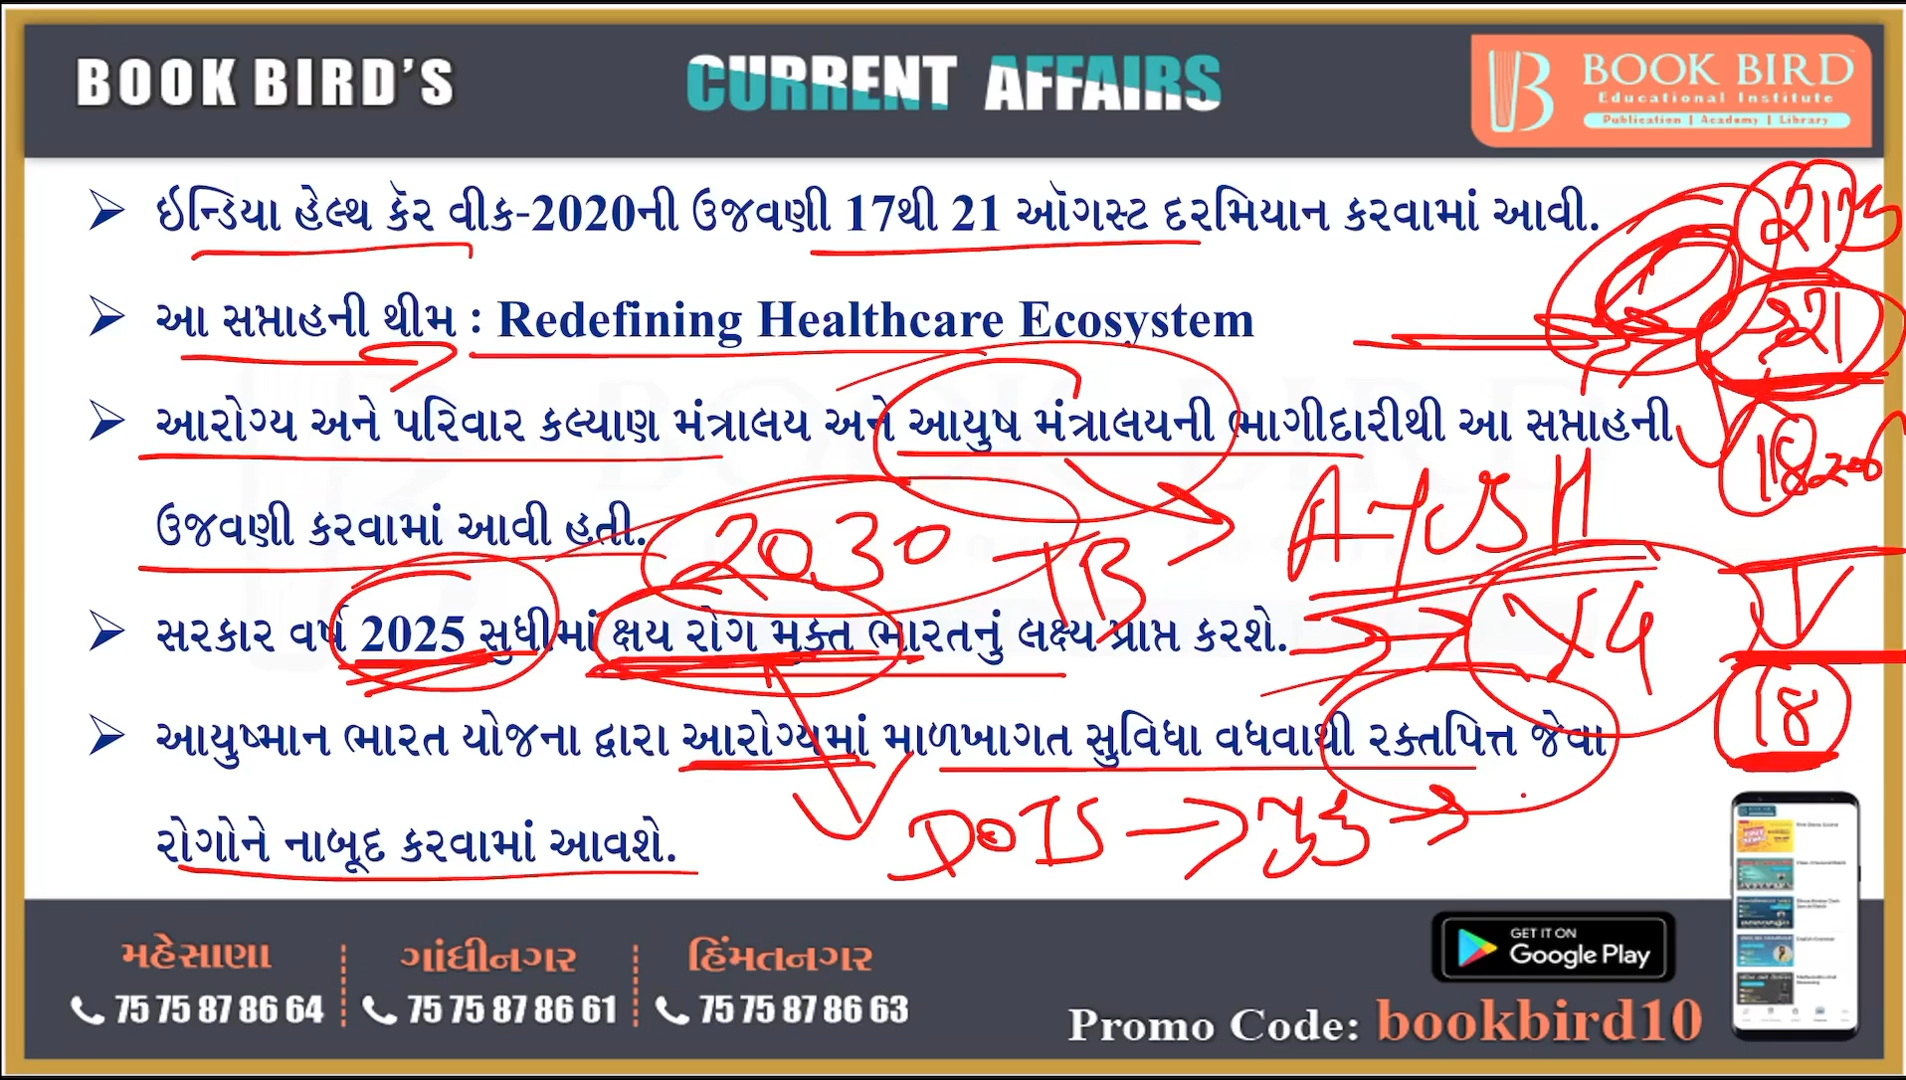 BOOK BIRD'S
CURRENT AFFAIRS
BOOK BIRD
Educational Institute
Publication | Academy | Library
➢ ઇન્ડિયા હેલ્થ કૅર વીક-2020ની ઉજવણી 17થી 21 ઑગસ્ટ દરમિયાન કરવામાં આવી.
➢ આ સપ્તાહની થીમ : Redefining Healthcare Ecosystem
➢ આરોગ્ય અને પરિવાર કલ્યાણ મંત્રાલય અને આયુષ મંત્રાલયની ભાગીદારીથી આ સપ્તાહની
ઉજવણી કરવામાં આવી હતી.
2030 - TB
AYUSH
➢ સરકાર વર્ષ 2025 સુધીમાં ક્ષય રોગ મુક્ત ભારતનું લક્ષ્ય પ્રાપ્ત કરશે.
18
➢ આયુષ્માન ભારત યોજના દ્વારા આરોગ્યમાં માળખાગત સુવિધા વધવાથી રક્તપિત્ત જેવા
રોગોને નાબૂદ કરવામાં આવશે.
DOTS
મહેસાણા
75 75 87 86 64
ગાંધીનગર
75 75 87 86 61
હિંમતનગર
75 75 87 86 63
GET IT ON
Google Play
Promo Code: bookbird10